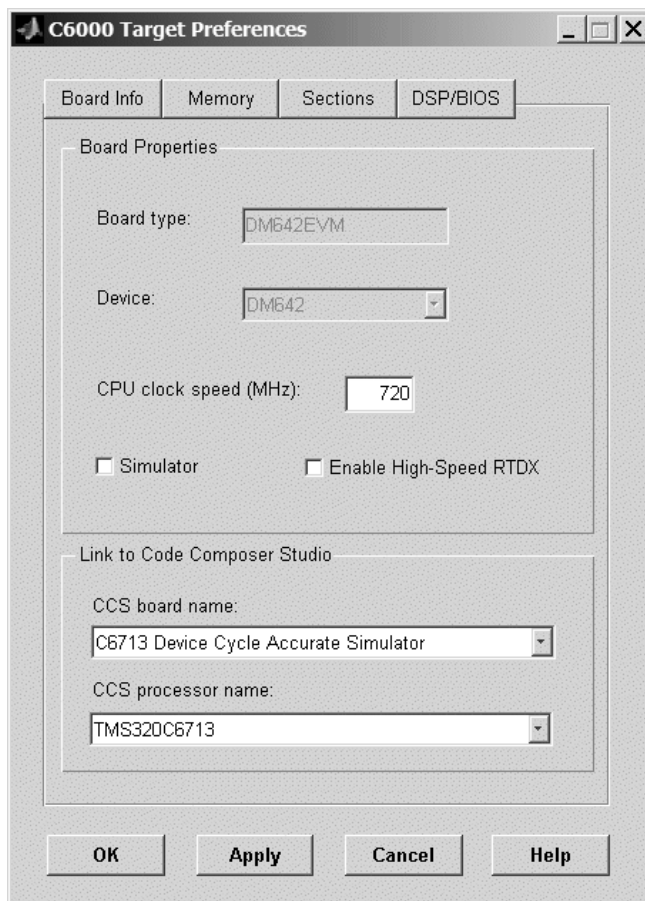 C6000 Target Preferences
Board Info Memory Sections DSP/BIOS
Board Properties
Board type: DM642EVM
Device: DM642
CPU clock speed (MHz): 720
Simulator Enable High-Speed RTDX
Link to Code Composer Studio
CCS board name:
C6713 Device Cycle Accurate Simulator
CCS processor name:
TMS320C6713
OK Apply Cancel Help